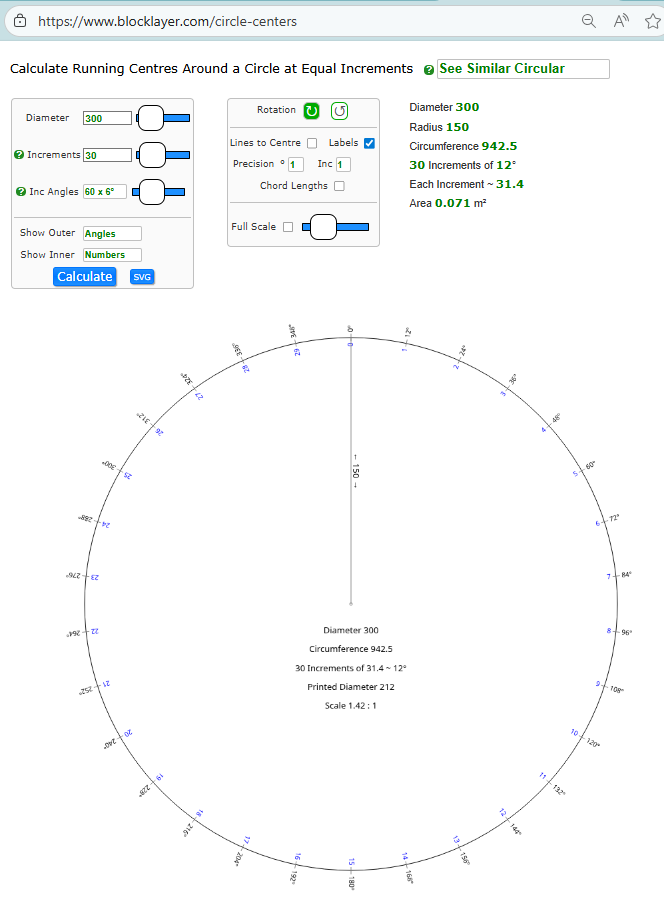 https://www.blocklayer.com/circle-centers
Calculate Running Centres Around a Circle at Equal Increments ? See Similar Circular
Diameter 300
? Increments 30
? Inc Angles 60 x 6°
Show Outer Angles
Show Inner Numbers
Calculate SVG
Rotation
Lines to Centre Labels
Precision ° 1 Inc 1
Chord Lengths
Full Scale
Diameter 300
Radius 150
Circumference 942.5
30 Increments of 12°
Each Increment ~ 31.4
Area 0.071 m²
0° 0
12° 1
24° 2
36° 3
48° 4
60° 5
72° 6
84° 7
96° 8
108° 9
120° 10
132° 11
144° 12
156° 13
168° 14
180° 15
192° 16
204° 17
216° 18
228° 19
240° 20
252° 21
264° 22
276° 23
288° 24
300° 25
312° 26
324° 27
336° 28
348° 29
← 150 →
Diameter 300
Circumference 942.5
30 Increments of 31.4 ~ 12°
Printed Diameter 212
Scale 1.42 : 1